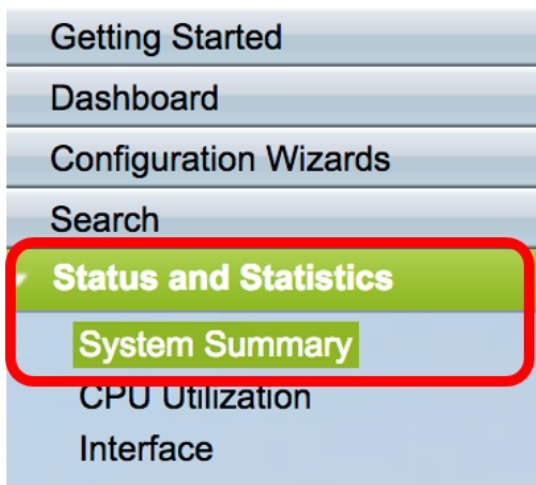 Getting Started
Dashboard
Configuration Wizards
Search
Status and Statistics
System Summary
CPU Utilization
Interface